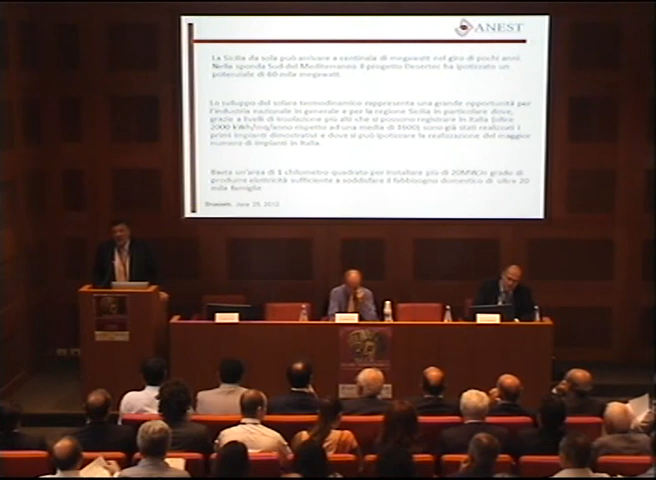 ANEST
La Sicilia da sola può arrivare a centinaia di megawatt nel giro di pochi anni.
Nella sponda Sud del Mediterraneo il progetto Desertec ha ipotizzato un
potenziale di 60 mila megawatt
Lo sviluppo del solare termodinamico rappresenta una grande opportunità per
l'industria nazionale in generale e per la regione Sicilia in particolare dove,
grazie a livelli di insolazione più alti che si possono registrare in Italia (oltre
2000 kWh/mq/anno rispetto ad una media di 1600) sono già stati realizzati i
primi impianti dimostrativi e dove si può ipotizzare la realizzazione del maggior
numero di impianti in Italia.
Basta un'area di 1 chilometro quadrato per installare più di 20MW,in grado di
produrre elettricità sufficiente a soddisfare il fabbisogno domestico di oltre 20
mila famiglie
June 2012